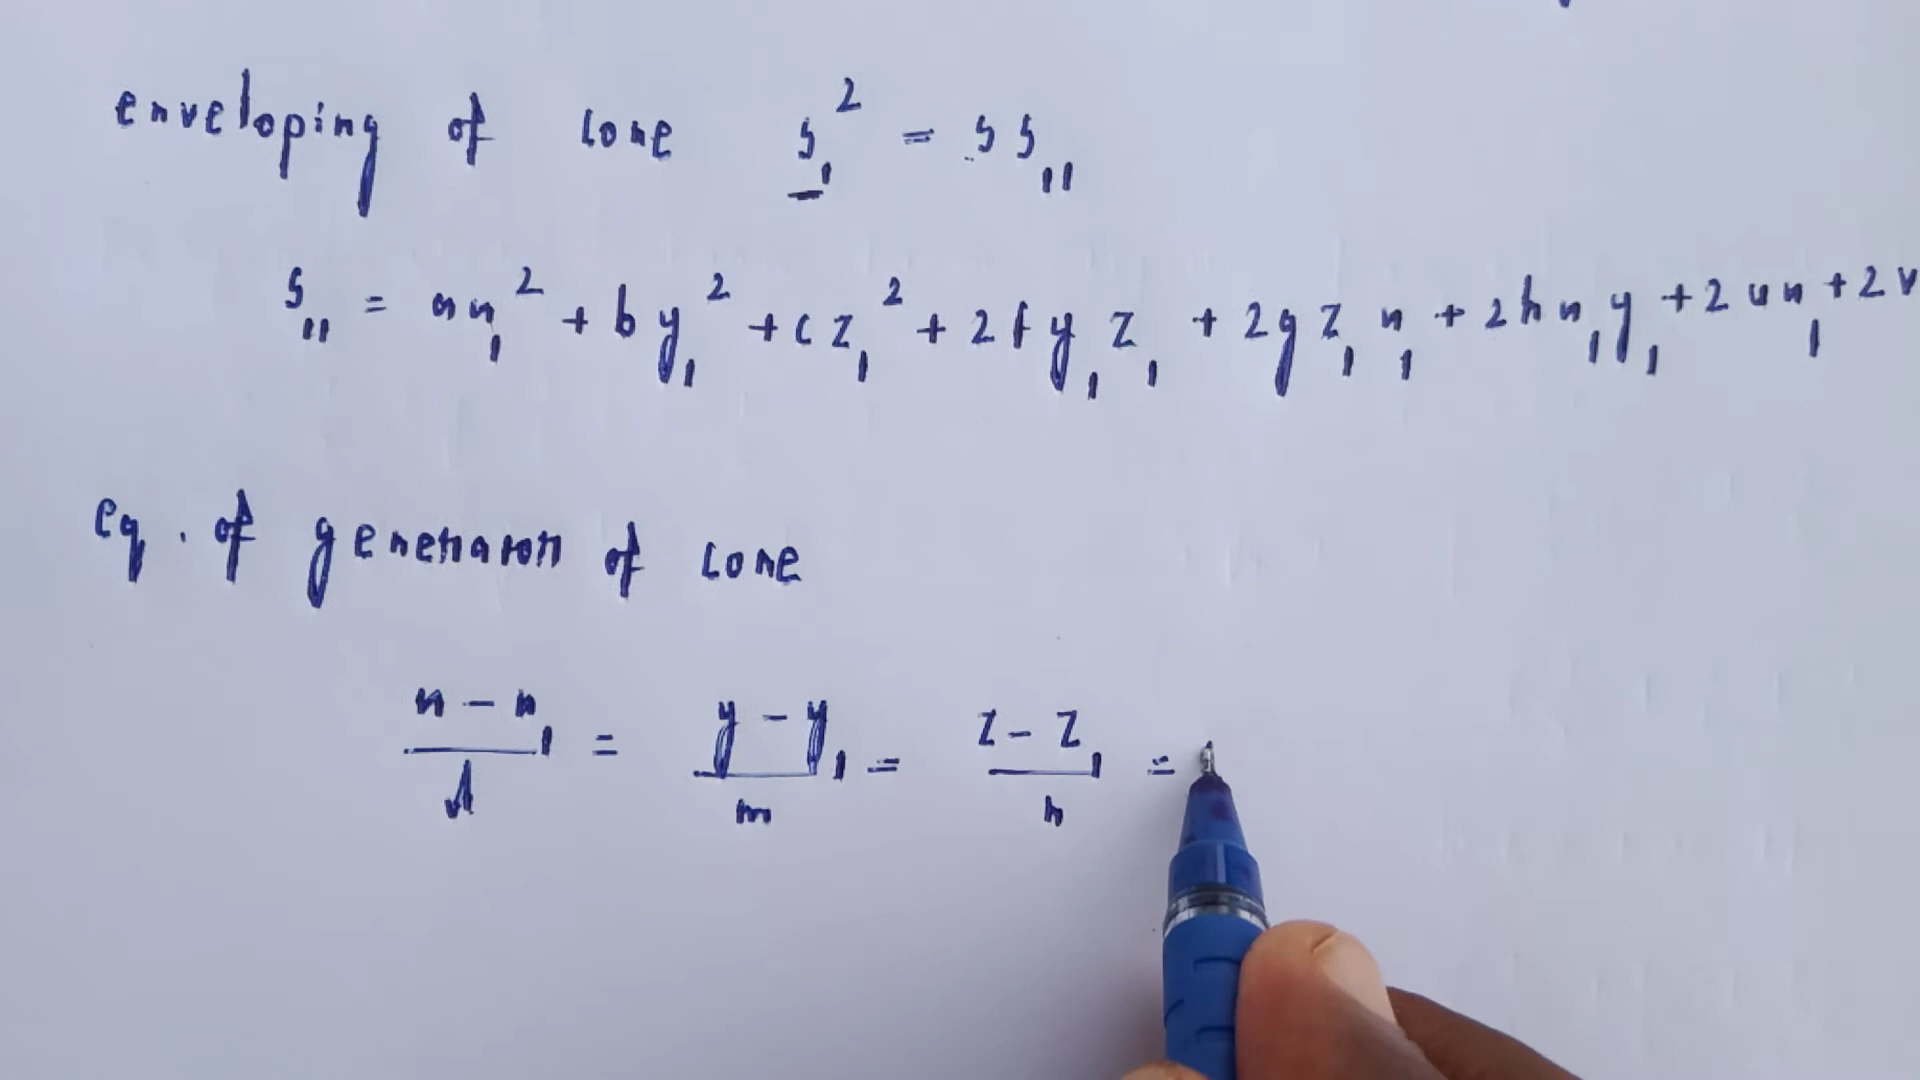 enveloping of cone S₁² = SS₁₁
S₁₁ = ax₁² + by₁² + cz₁² + 2fy₁z₁ + 2gz₁x₁ + 2hx₁y₁ + 2ux₁ + 2v
eq. of generator of cone
(x - x₁)/l = (y - y₁)/m = (z - z₁)/n =